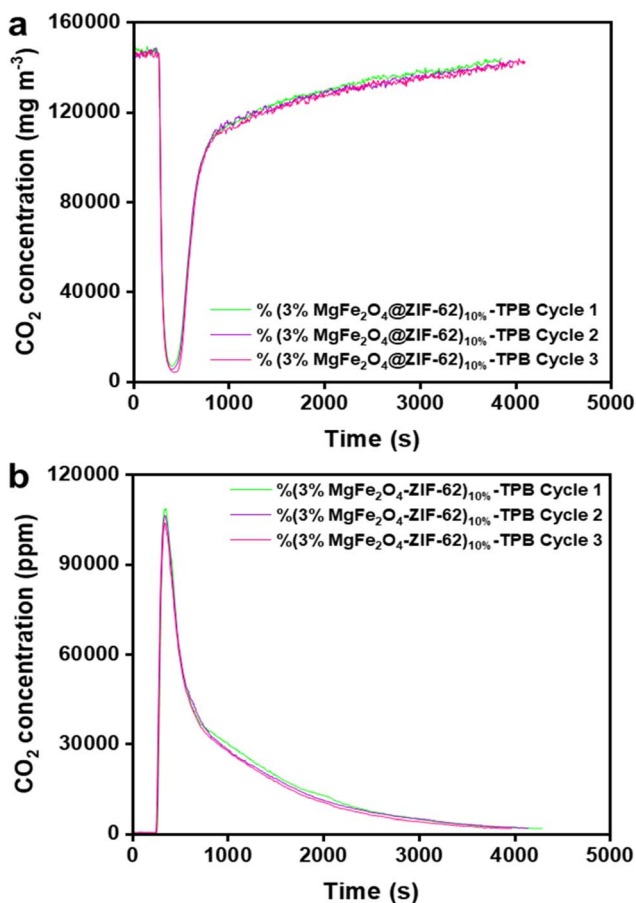 a
CO₂ concentration (mg m⁻³)
160000
120000
80000
40000
0
% (3% MgFe₂O₄@ZIF-62)₁₀%-TPB Cycle 1
% (3% MgFe₂O₄@ZIF-62)₁₀%-TPB Cycle 2
% (3% MgFe₂O₄@ZIF-62)₁₀%-TPB Cycle 3
0 1000 2000 3000 4000 5000
Time (s)
b
CO₂ concentration (ppm)
120000
90000
60000
30000
0
%(3% MgFe₂O₄-ZIF-62)₁₀%-TPB Cycle 1
%(3% MgFe₂O₄-ZIF-62)₁₀%-TPB Cycle 2
%(3% MgFe₂O₄-ZIF-62)₁₀%-TPB Cycle 3
0 1000 2000 3000 4000 5000
Time (s)